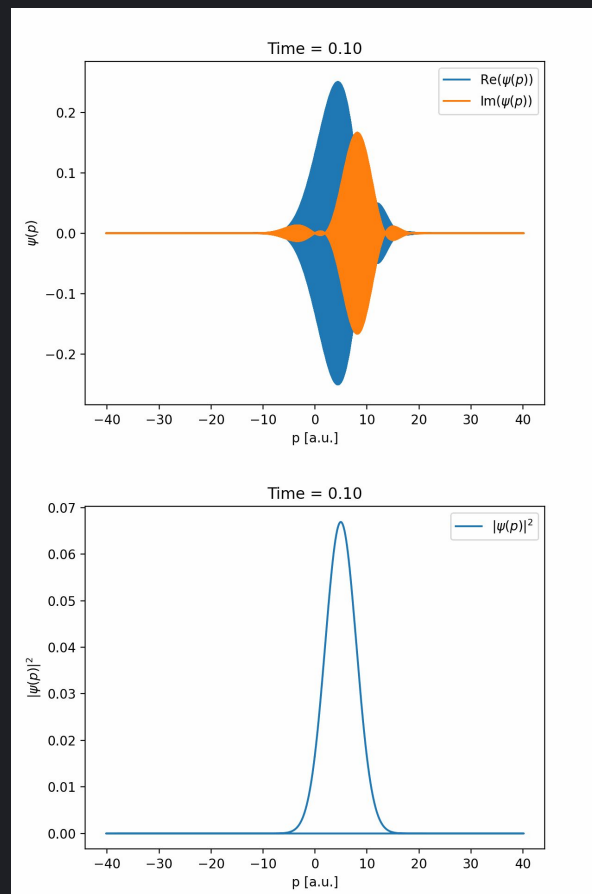 Time = 0.10
Re(ψ(p))
Im(ψ(p))
0.2
0.1
0.0
−0.1
−0.2
ψ(p)
−40 −30 −20 −10 0 10 20 30 40
p [a.u.]
Time = 0.10
|ψ(p)|²
0.07
0.06
0.05
0.04
0.03
0.02
0.01
0.00
|ψ(p)|²
−40 −30 −20 −10 0 10 20 30 40
p [a.u.]